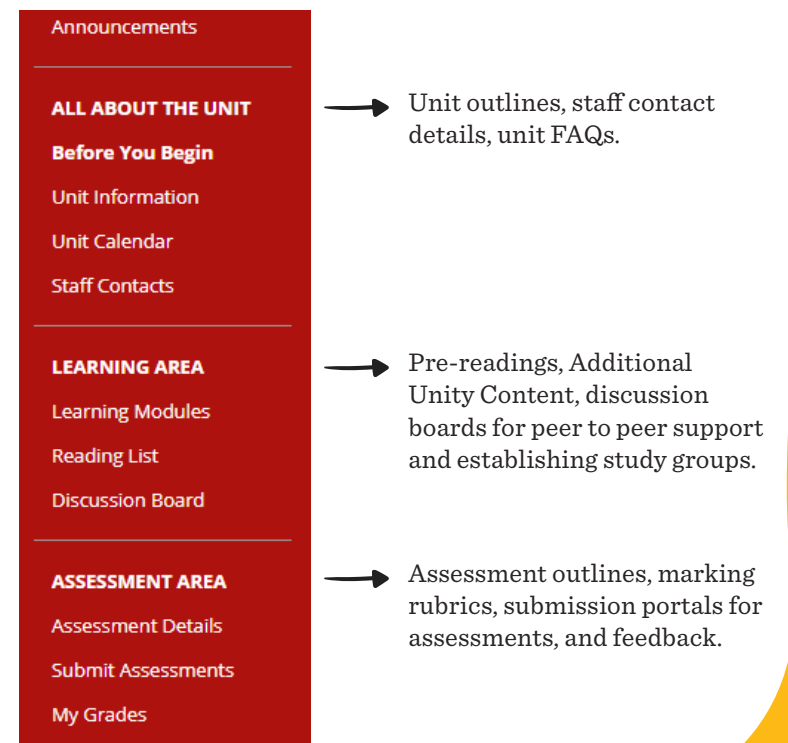 Announcements
ALL ABOUT THE UNIT
Before You Begin
Unit Information
Unit Calendar
Staff Contacts
Unit outlines, staff contact
details, unit FAQs.
LEARNING AREA
Learning Modules
Reading List
Discussion Board
Pre-readings, Additional
Unity Content, discussion
boards for peer to peer support
and establishing study groups.
ASSESSMENT AREA
Assessment Details
Submit Assessments
My Grades
Assessment outlines, marking
rubrics, submission portals for
assessments, and feedback.